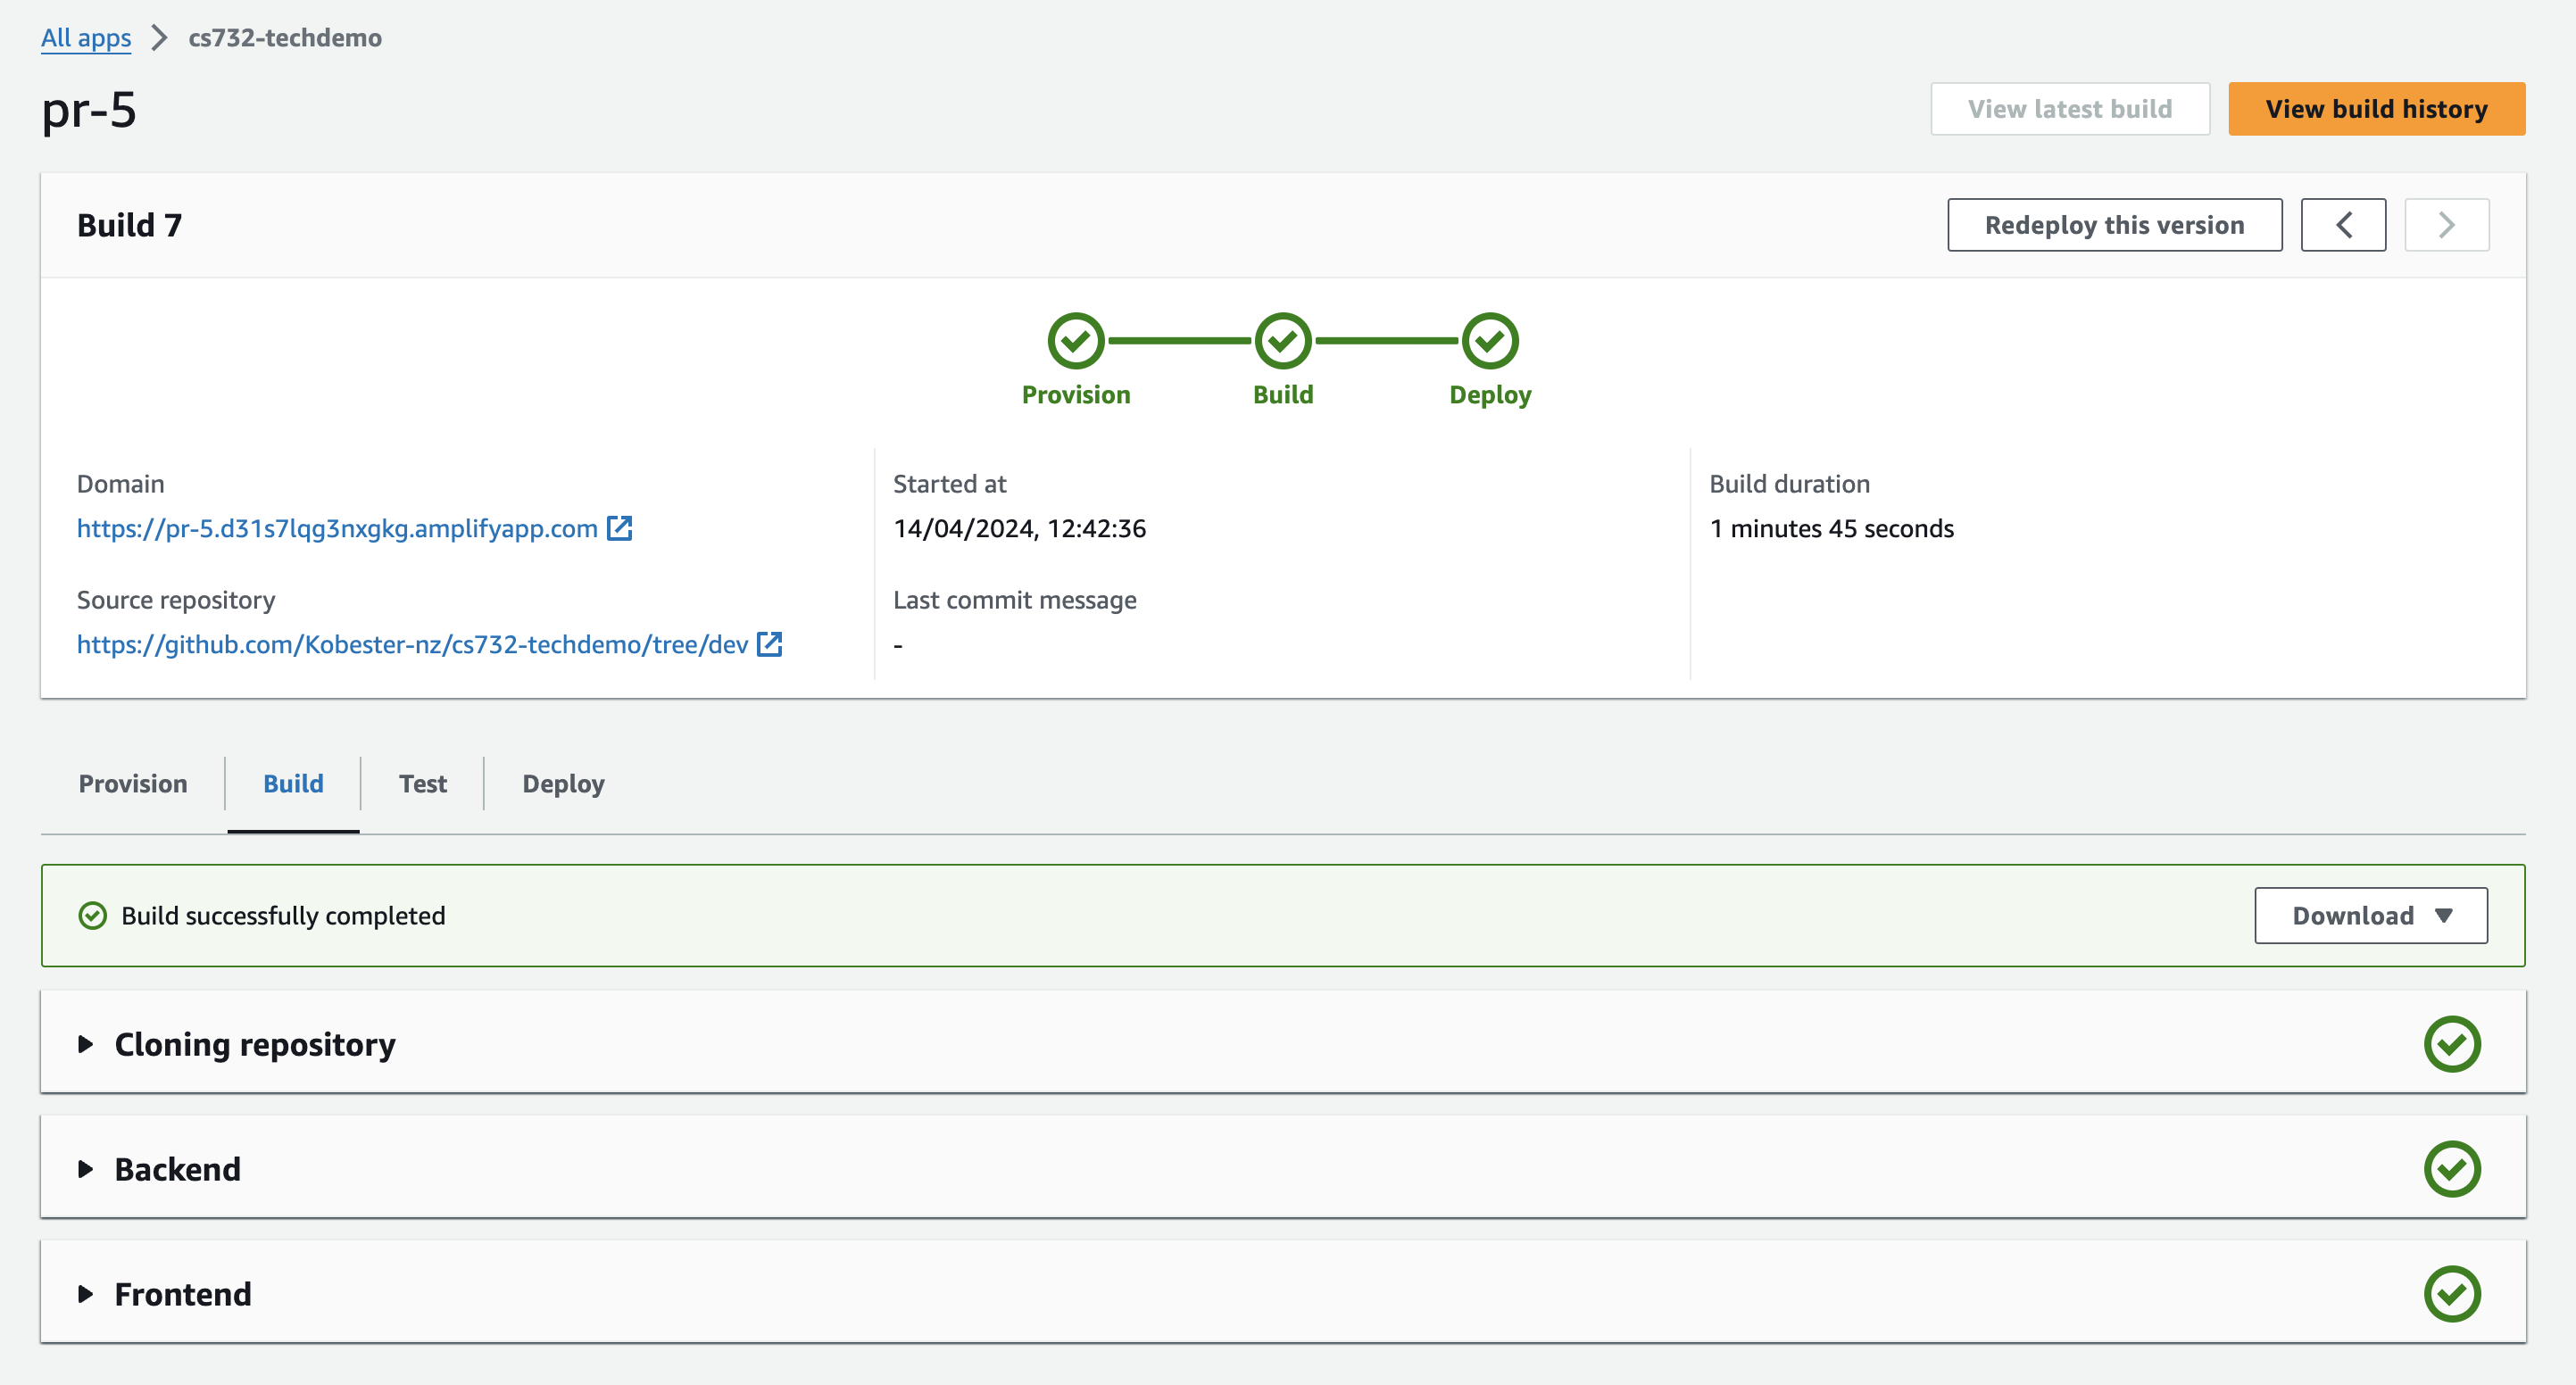 All apps > cs732-techdemo
pr-5
View latest build
View build history
Build 7
Redeploy this version
Provision
Build
Deploy
Domain
Started at
Build duration
https://pr-5.d31s7lqg3nxgkg.amplifyapp.com
14/04/2024, 12:42:36
1 minutes 45 seconds
Source repository
Last commit message
https://github.com/Kobester-nz/cs732-techdemo/tree/dev
-
Provision
Build
Test
Deploy
Build successfully completed
Download
Cloning repository
Backend
Frontend